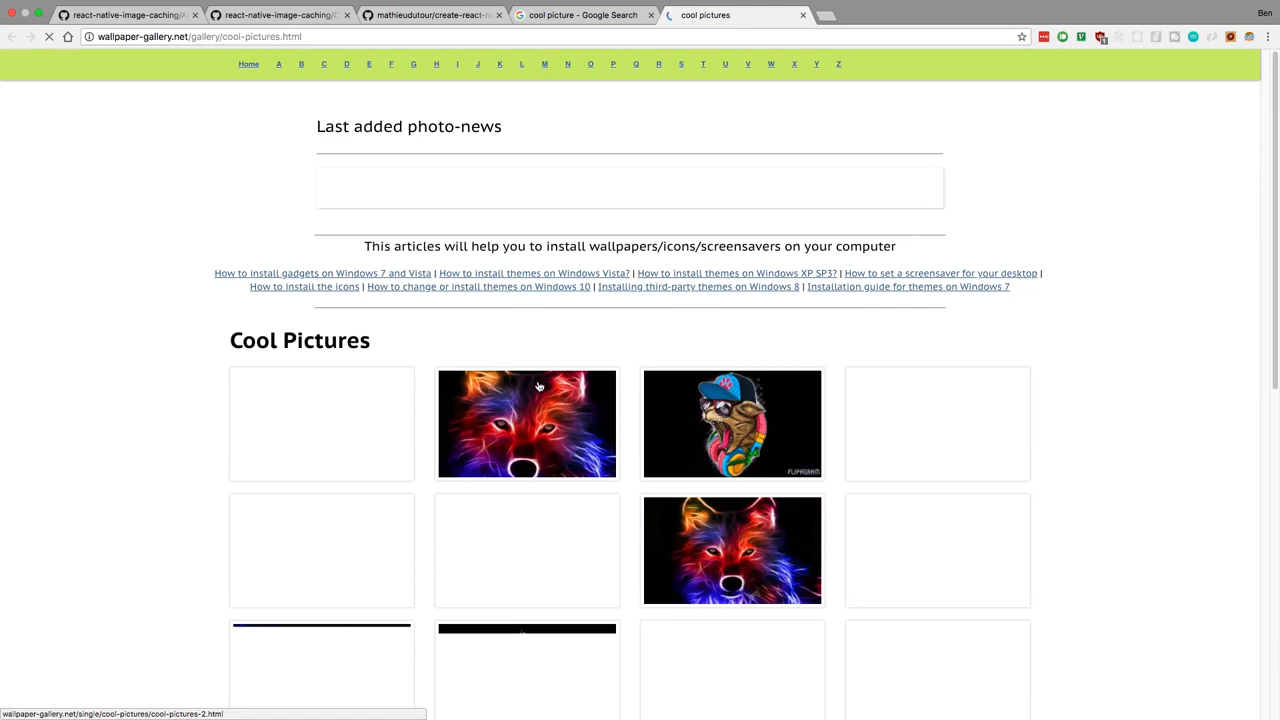 react-native-image-caching/
react-native-image-caching/
mathieudutour/create-react-n
cool picture - Google Search
cool pictures
Ben
wallpaper-gallery.net/gallery/cool-pictures.html
Home A B C D E F G H I J K L M N O P Q R S T U V W X Y Z
Last added photo-news
This articles will help you to install wallpapers/icons/screensavers on your computer
How to install gadgets on Windows 7 and Vista | How to install themes on Windows Vista? | How to install themes on Windows XP SP3? | How to set a screensaver for your desktop |
How to install the icons | How to change or install themes on Windows 10 | Installing third-party themes on Windows 8 | Installation guide for themes on Windows 7
Cool Pictures
FLIPAGRAM
wallpaper-gallery.net/single/cool-pictures/cool-pictures-2.html